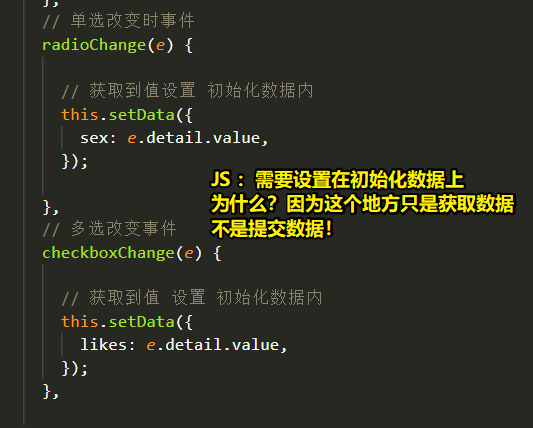 },
// 单选改变时事件
radioChange(e) {
// 获取到值设置 初始化数据内
this.setData({
sex: e.detail.value,
});
JS ：需要设置在初始化数据上
为什么？因为这个地方只是获取数据
不是提交数据！
},
// 多选改变事件
checkboxChange(e) {
// 获取到值 设置 初始化数据内
this.setData({
likes: e.detail.value,
});
},